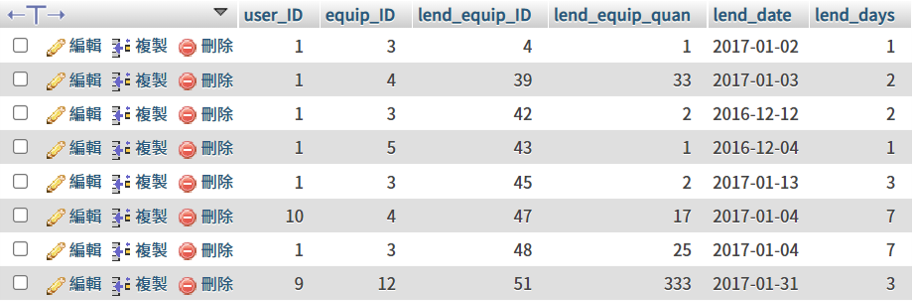 user_ID equip_ID lend_equip_ID lend_equip_quan lend_date lend_days
編輯 複製 刪除 1 3 4 1 2017-01-02 1
編輯 複製 刪除 1 4 39 33 2017-01-03 2
編輯 複製 刪除 1 3 42 2 2016-12-12 2
編輯 複製 刪除 1 5 43 1 2016-12-04 1
編輯 複製 刪除 1 3 45 2 2017-01-13 3
編輯 複製 刪除 10 4 47 17 2017-01-04 7
編輯 複製 刪除 1 3 48 25 2017-01-04 7
編輯 複製 刪除 9 12 51 333 2017-01-31 3